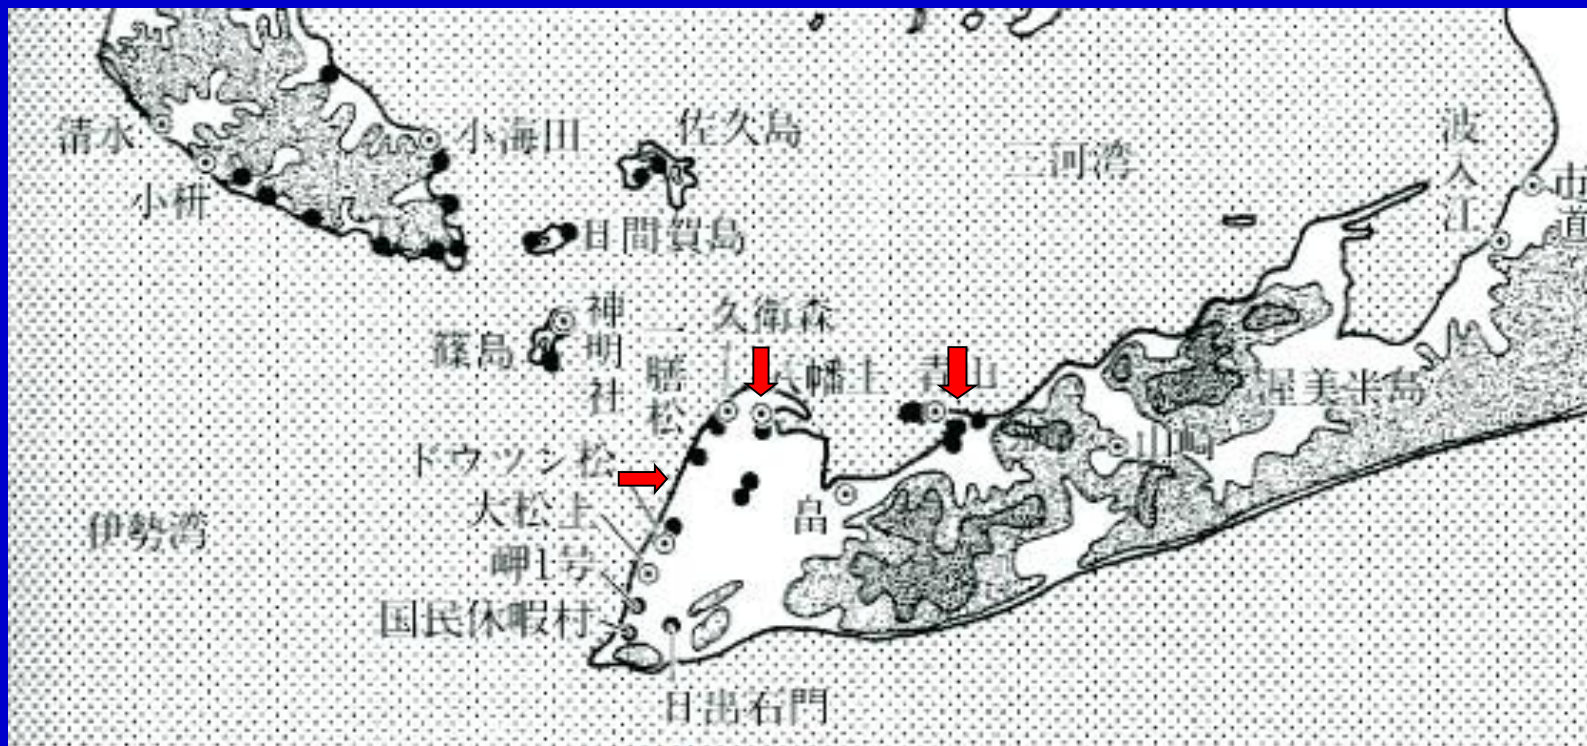 清水
小海田
佐久島
三河湾
波入江
市道
小枡
日間賀島
神明社
篠島
二膳松
久衛森
八幡上
青山
渥美半島
山崎
ドウツン松
大松上
畠
伊勢湾
岬1号
国民休暇村
日出石門